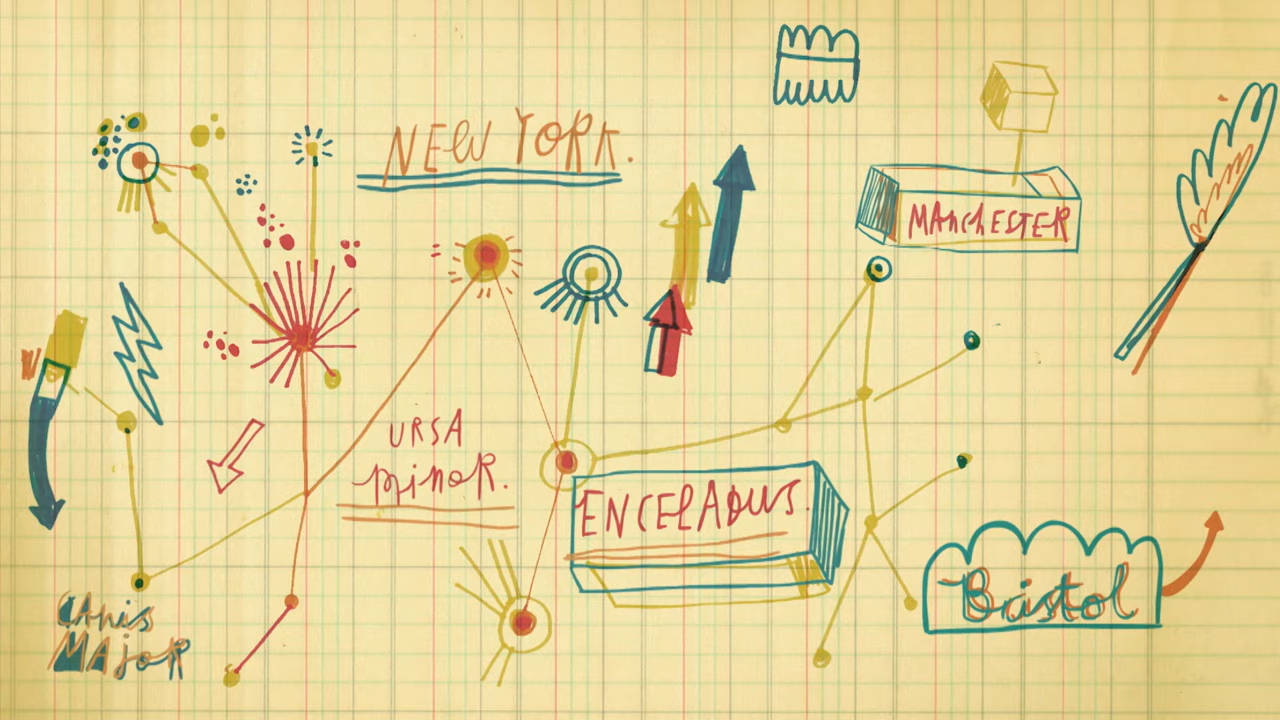 NEW YORK.
MANchESTER
URSA
minoR.
ENCELADUS.
Bristol
CANis
MAjoR